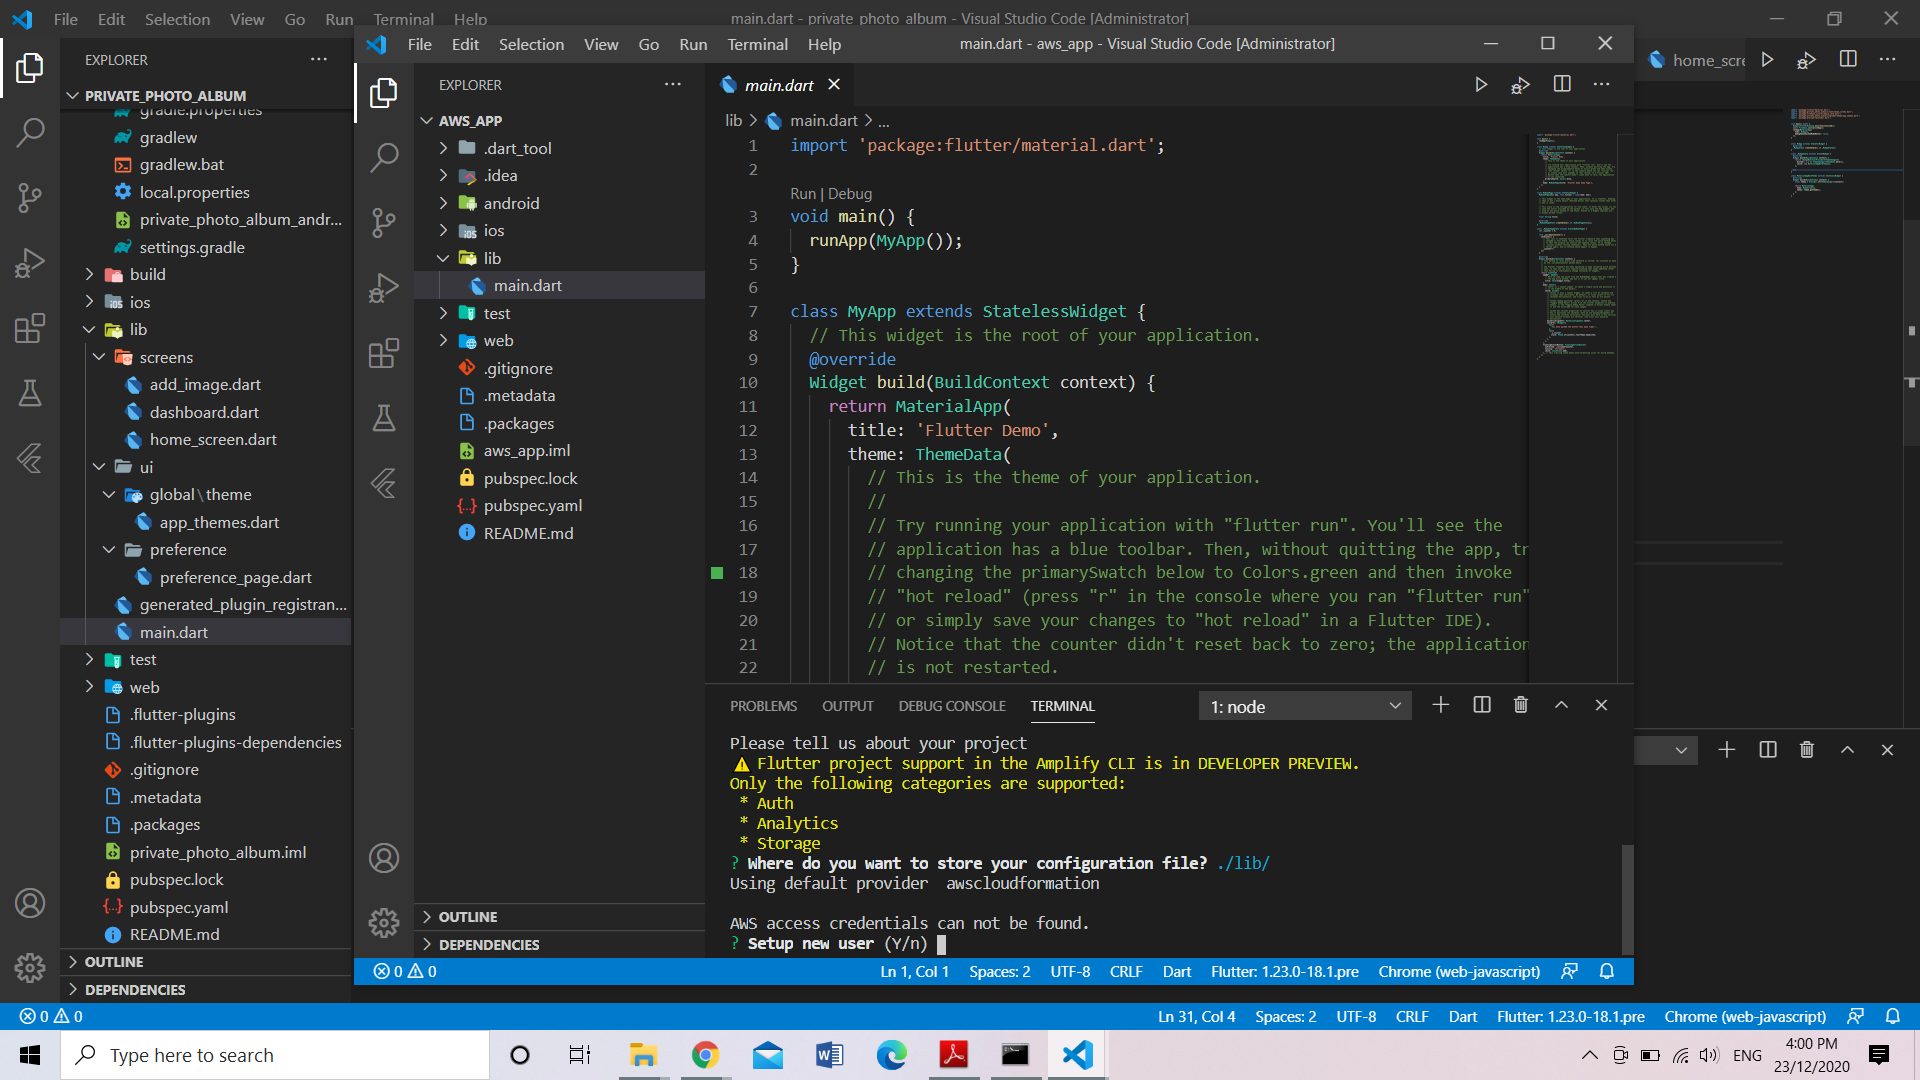 File Edit Selection View Go Run Terminal Help
main.dart - private_photo_album - Visual Studio Code [Administrator]
EXPLORER
PRIVATE_PHOTO_ALBUM
gradle.properties
gradlew
gradlew.bat
local.properties
private_photo_album_andr...
settings.gradle
build
ios
lib
screens
add_image.dart
dashboard.dart
home_screen.dart
ui
global\theme
app_themes.dart
preference
preference_page.dart
generated_plugin_registran...
main.dart
test
web
.flutter-plugins
.flutter-plugins-dependencies
.gitignore
.metadata
.packages
private_photo_album.iml
pubspec.lock
pubspec.yaml
README.md
OUTLINE
DEPENDENCIES
home_scre
File Edit Selection View Go Run Terminal Help
main.dart - aws_app - Visual Studio Code [Administrator]
EXPLORER
AWS_APP
.dart_tool
.idea
android
ios
lib
main.dart
test
web
.gitignore
.metadata
.packages
aws_app.iml
pubspec.lock
pubspec.yaml
README.md
OUTLINE
DEPENDENCIES
main.dart
lib > main.dart > ...
1 import 'package:flutter/material.dart';
2
Run | Debug
3 void main() {
4 runApp(MyApp());
5 }
6
7 class MyApp extends StatelessWidget {
8 // This widget is the root of your application.
9 @override
10 Widget build(BuildContext context) {
11 return MaterialApp(
12 title: 'Flutter Demo',
13 theme: ThemeData(
14 // This is the theme of your application.
15 //
16 // Try running your application with "flutter run". You'll see the
17 // application has a blue toolbar. Then, without quitting the app, tr
18 // changing the primarySwatch below to Colors.green and then invoke
19 // "hot reload" (press "r" in the console where you ran "flutter run"
20 // or simply save your changes to "hot reload" in a Flutter IDE).
21 // Notice that the counter didn't reset back to zero; the application
22 // is not restarted.
PROBLEMS OUTPUT DEBUG CONSOLE TERMINAL
1: node
Please tell us about your project
⚠ Flutter project support in the Amplify CLI is in DEVELOPER PREVIEW.
Only the following categories are supported:
* Auth
* Analytics
* Storage
? Where do you want to store your configuration file? ./lib/
Using default provider awscloudformation
AWS access credentials can not be found.
? Setup new user (Y/n)
0 0 Ln 1, Col 1 Spaces: 2 UTF-8 CRLF Dart Flutter: 1.23.0-18.1.pre Chrome (web-javascript)
0 0 Ln 31, Col 4 Spaces: 2 UTF-8 CRLF Dart Flutter: 1.23.0-18.1.pre Chrome (web-javascript)
Type here to search
ENG
4:00 PM
23/12/2020